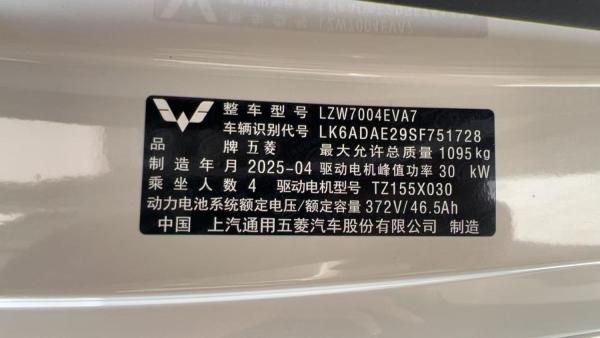 整车型号 LZW7004EVA7
车辆识别代号 LK6ADAE29SF751728
品牌 五菱 最大允许总质量 1095kg
制造年月 2025-04 驱动电机峰值功率 30 kW
乘坐人数 4 驱动电机型号 TZ155X030
动力电池系统额定电压/额定容量 372V/46.5Ah
中国 上汽通用五菱汽车股份有限公司 制造